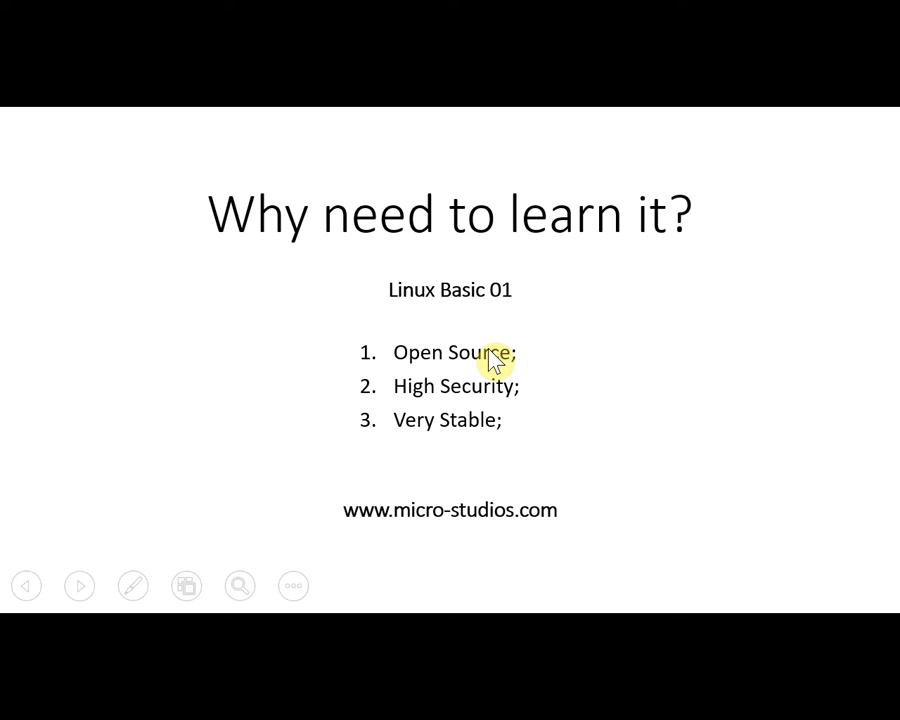 Why need to learn it?
Linux Basic 01
1. Open Source;
2. High Security;
3. Very Stable;
www.micro-studios.com